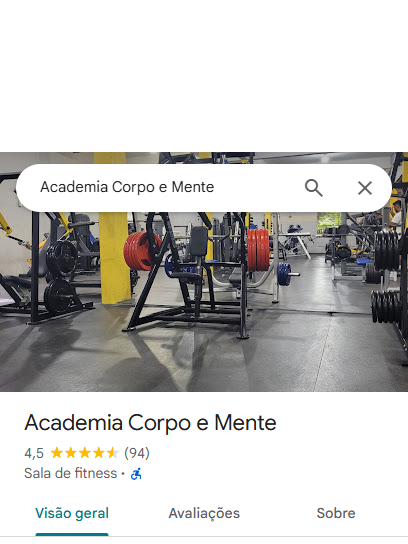 Academia Corpo e Mente
Academia Corpo e Mente
4,5 (94)
Sala de fitness ·
Visão geral Avaliações Sobre